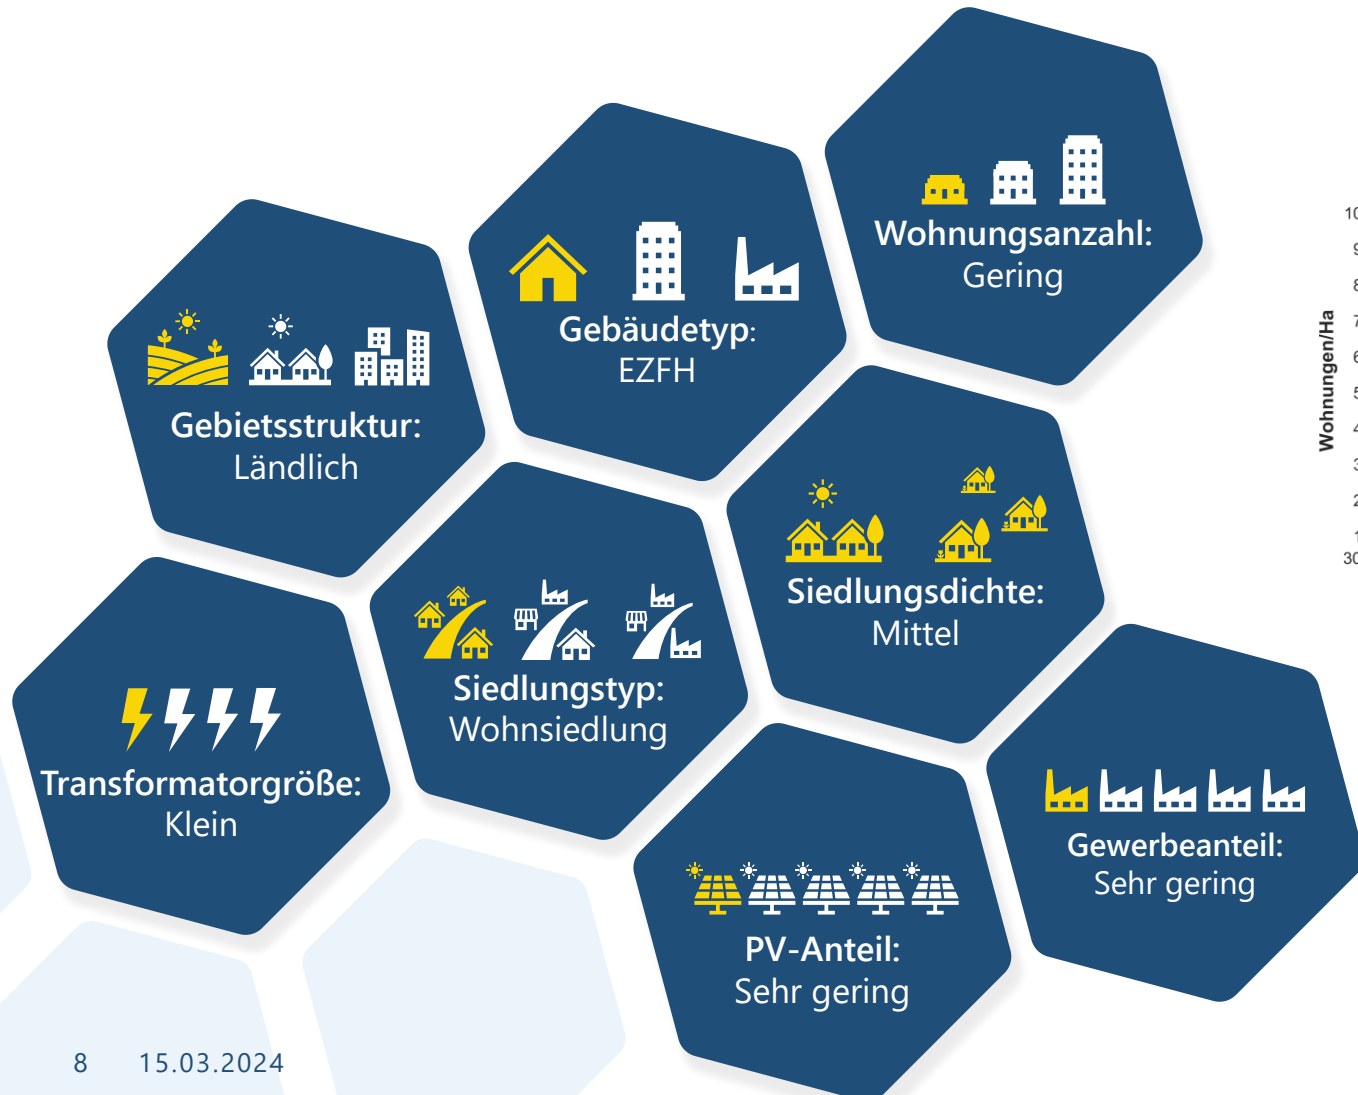 Wohnungsanzahl:
Gering
Gebäudetyp:
EZFH
Gebietsstruktur:
Ländlich
Siedlungsdichte:
Mittel
Siedlungstyp:
Wohnsiedlung
Transformatorgröße:
Klein
Gewerbeanteil:
Sehr gering
PV-Anteil:
Sehr gering
Wohnungen/Ha
8 15.03.2024